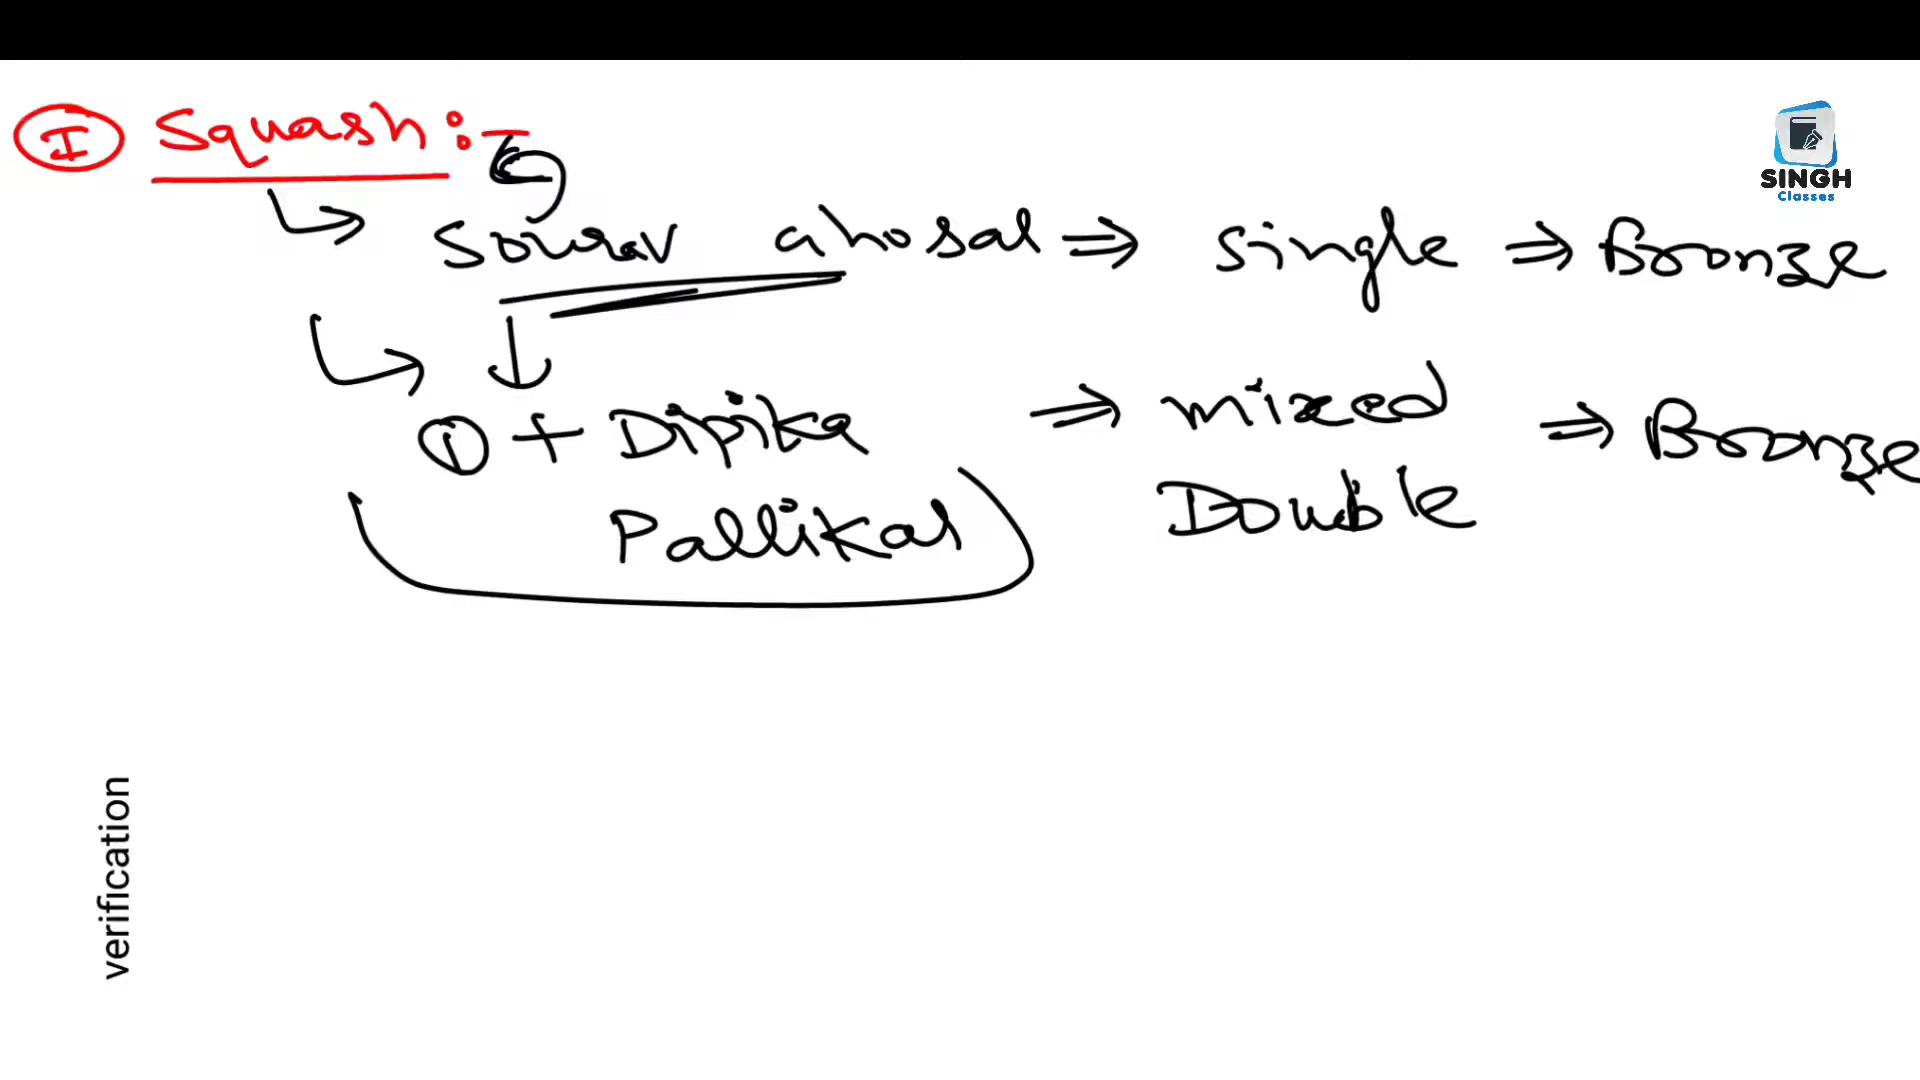 I Squash :-
Sourav Ghosal ⇒ Single ⇒ Bronze
① + Dipika ⇒ mixed ⇒ Bronze
Pallikal Double
SINGH
Classes
verification